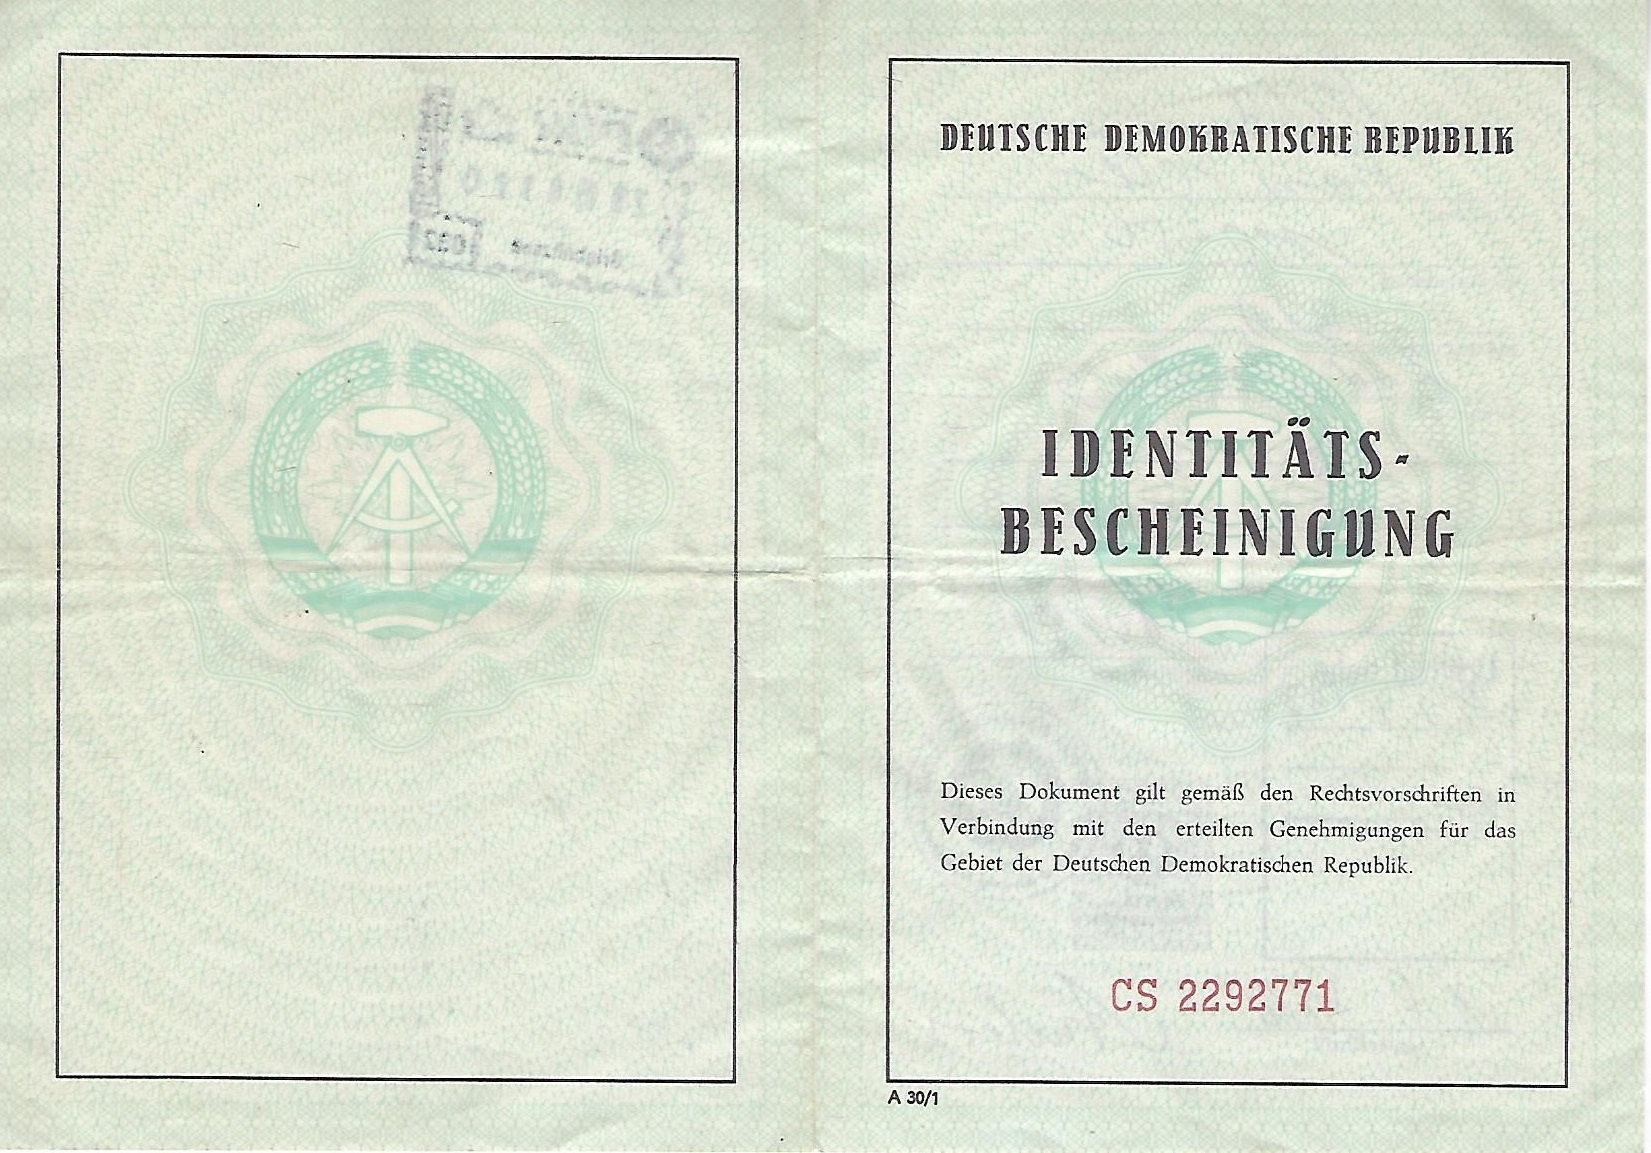 DEUTSCHE DEMOKRATISCHE REPUBLIK
IDENTITÄTS-
BESCHEINIGUNG
Dieses Dokument gilt gemäß den Rechtsvorschriften in
Verbindung mit den erteilten Genehmigungen für das
Gebiet der Deutschen Demokratischen Republik.
CS 2292771
A 30/1